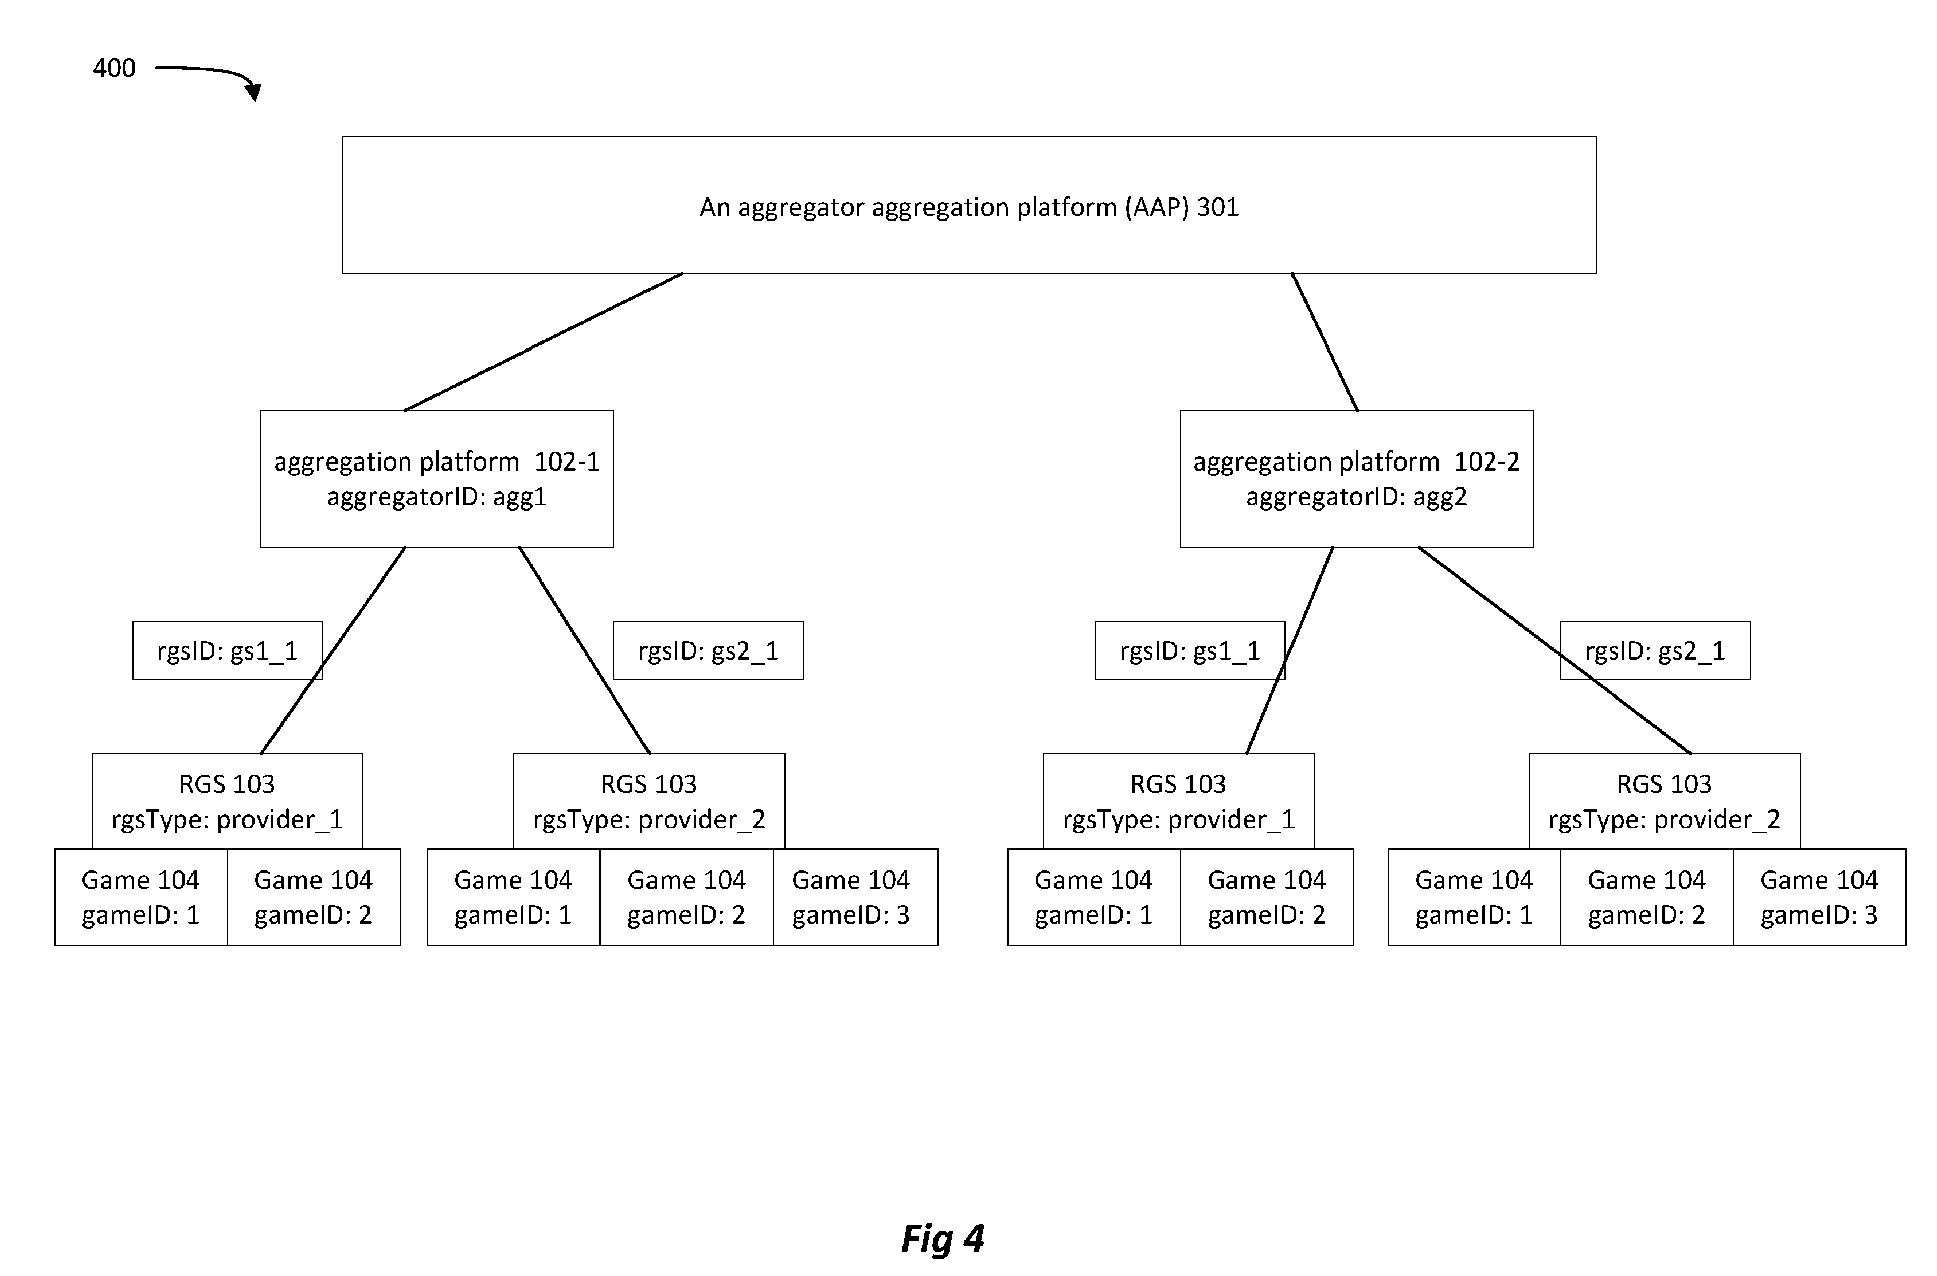 400
An aggregator aggregation platform (AAP) 301
aggregation platform 102-1
aggregatorID: agg1
aggregation platform 102-2
aggregatorID: agg2
rgsID: gs1_1
rgsID: gs2_1
rgsID: gs1_1
rgsID: gs2_1
RGS 103
rgsType: provider_1
RGS 103
rgsType: provider_2
RGS 103
rgsType: provider_1
RGS 103
rgsType: provider_2
Game 104
gameID: 1
Game 104
gameID: 2
Game 104
gameID: 1
Game 104
gameID: 2
Game 104
gameID: 3
Game 104
gameID: 1
Game 104
gameID: 2
Game 104
gameID: 1
Game 104
gameID: 2
Game 104
gameID: 3
Fig 4